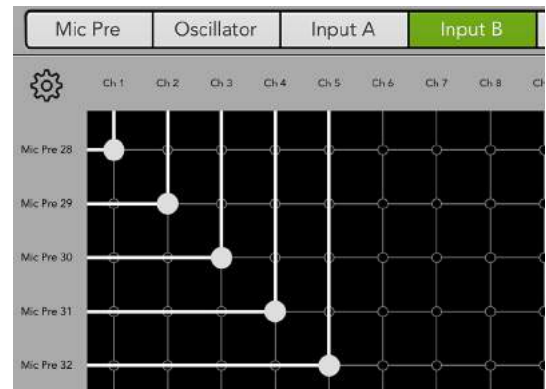 Mic Pre Oscillator Input A Input B
Ch 1 Ch 2 Ch 3 Ch 4 Ch 5 Ch 6 Ch 7 Ch 8
Mic Pre 28
Mic Pre 29
Mic Pre 30
Mic Pre 31
Mic Pre 32